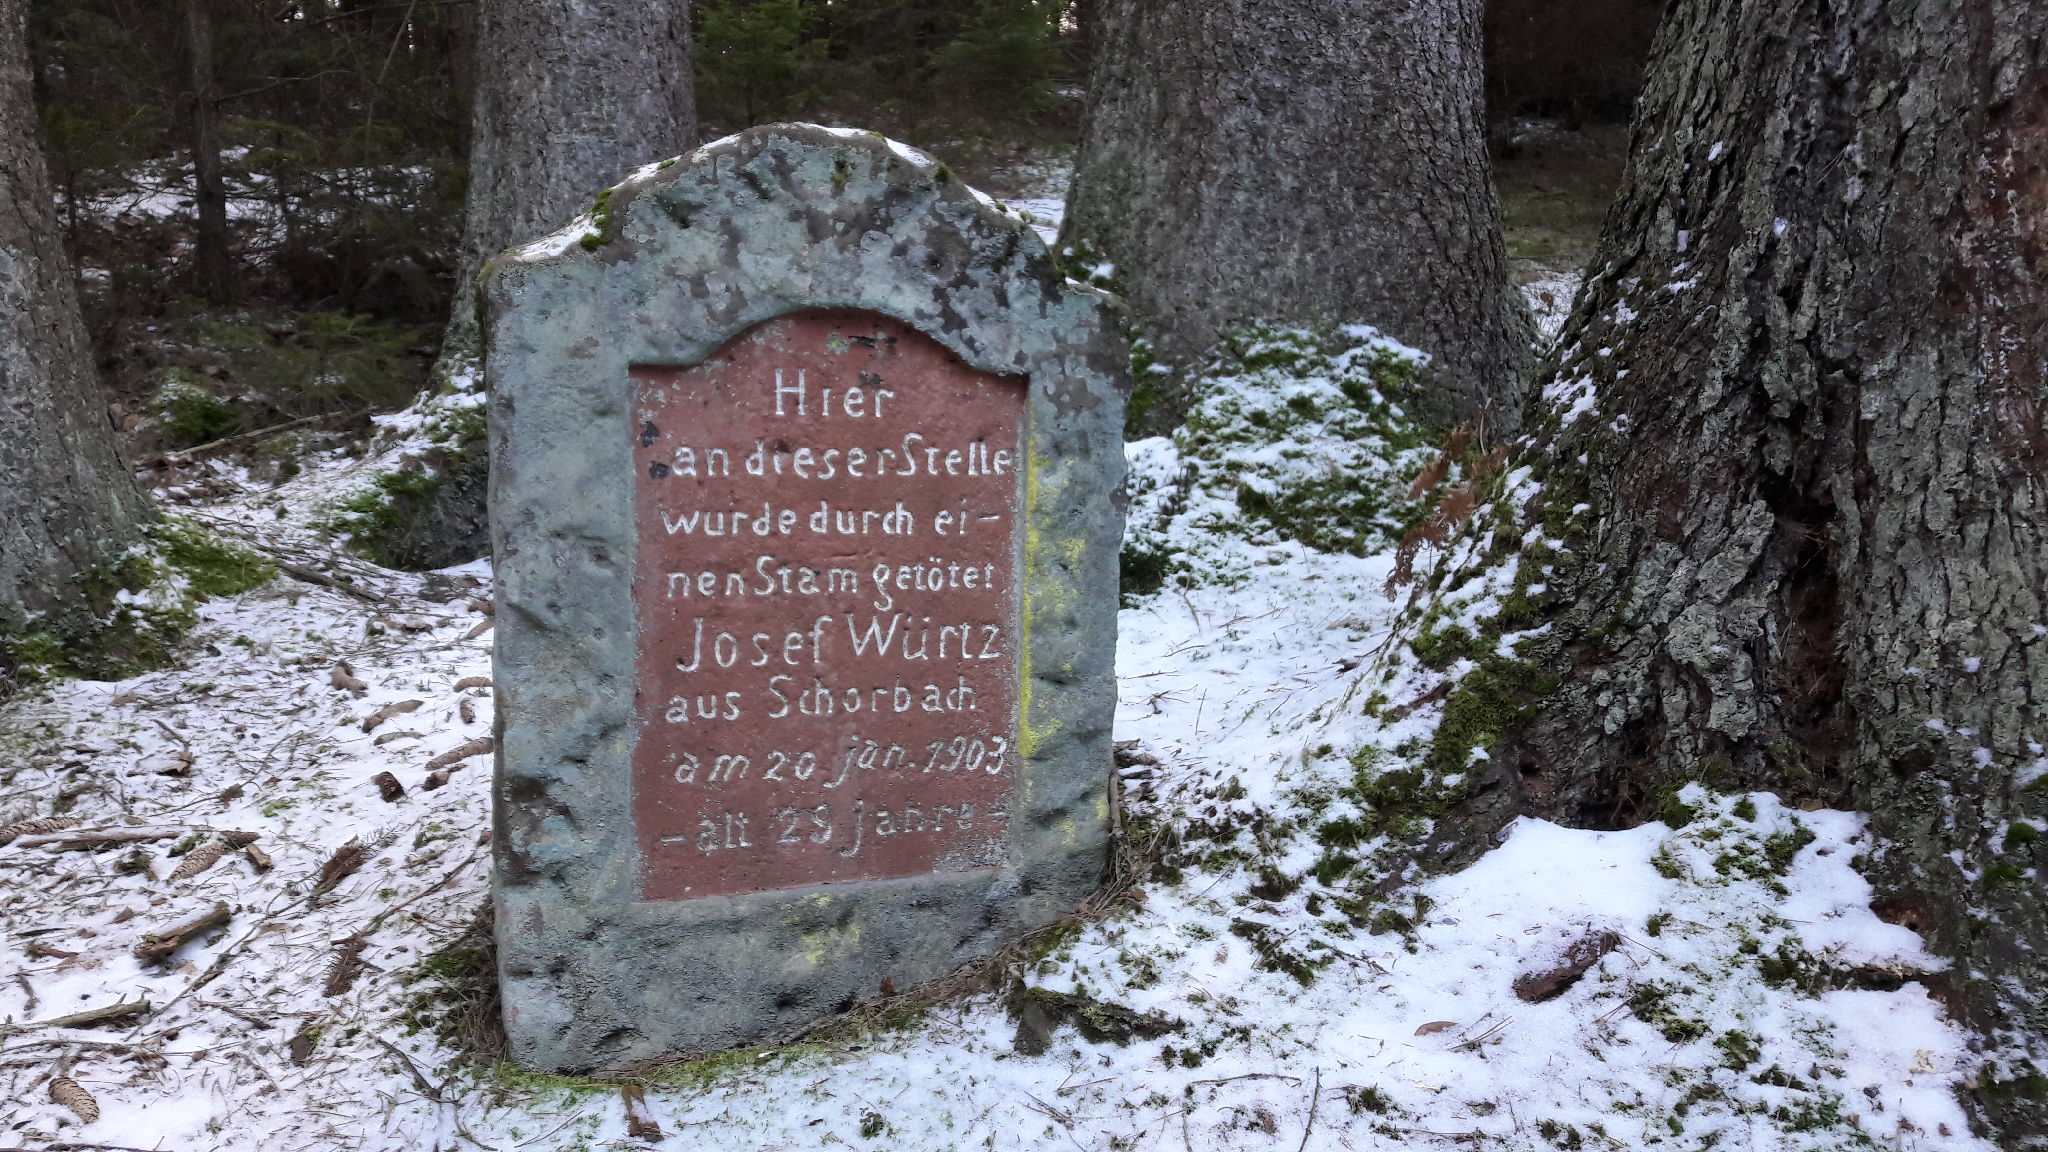 Hier
an dieser Stelle
wurde durch ei-
nen Stam getötet
Josef Würtz
aus Schorbach
am 20 jan. 1903
- alt 29 Jahre -